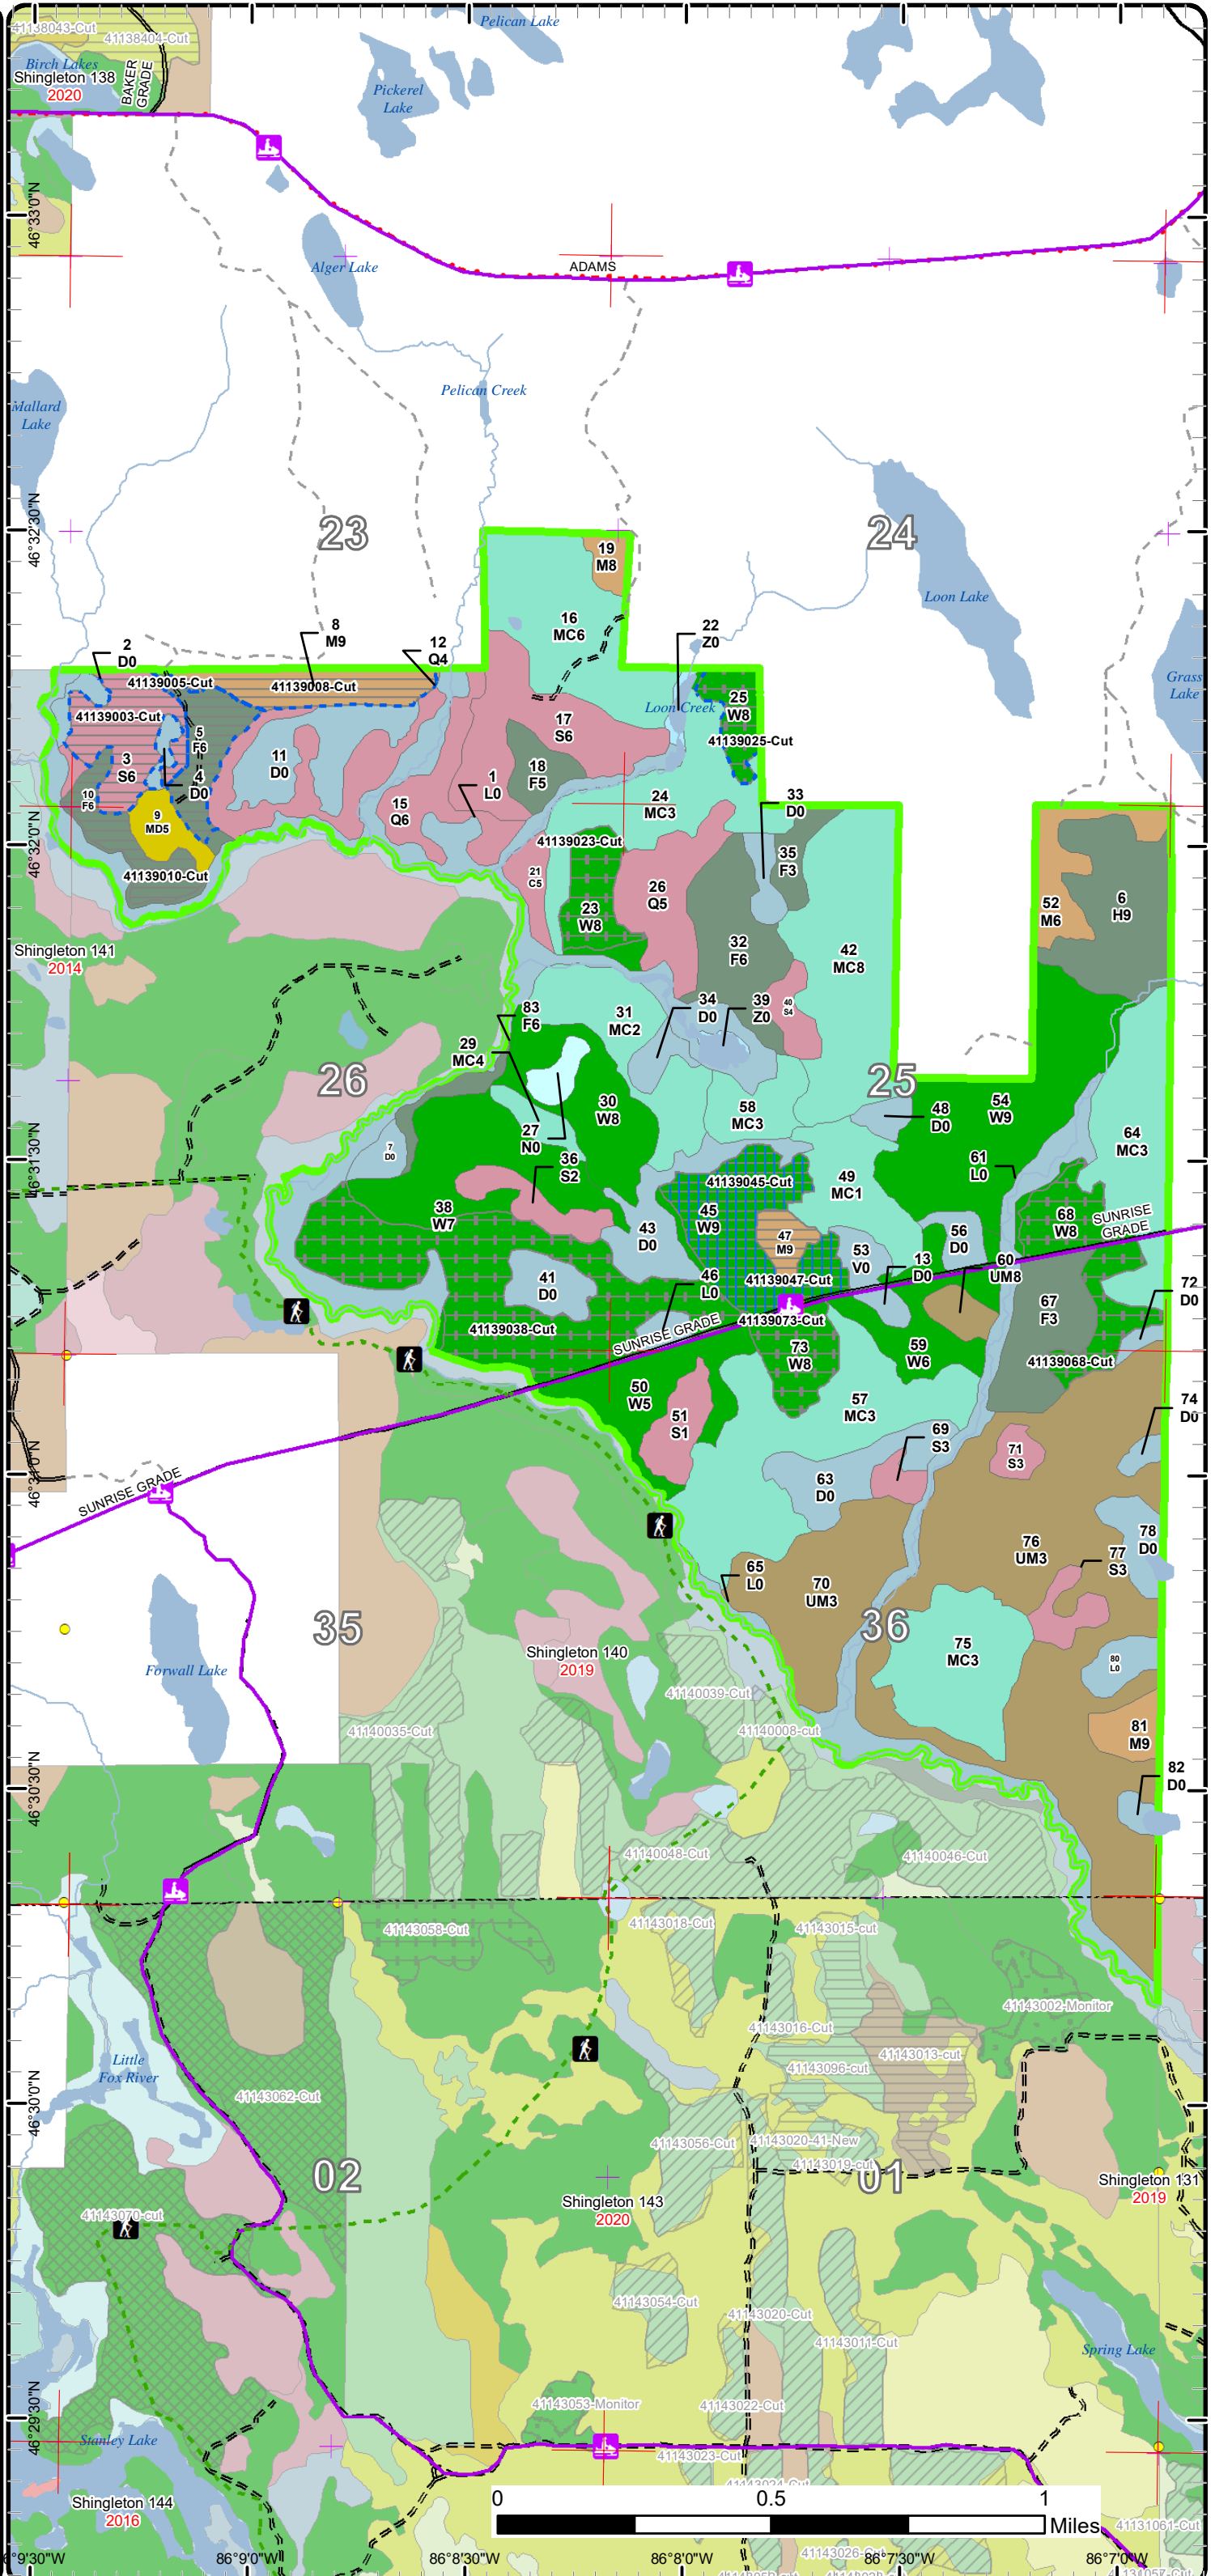 41138043-Cut
41138404-Cut
Birch Lakes
Shingleton 138
2020
BAKER
GRADE
Pelican Lake
Pickerel
Lake
46°33'0"N
Alger Lake
ADAMS
Mallard
Lake
Pelican Creek
46°32'30"N
23
24
19
M8
Loon Lake
16
MC6
2
D0
8
M9
12
Q4
22
Z0
Grass
Lake
41139005-Cut
41139008-Cut
41139003-Cut
25
W8
Loon Creek
41139025-Cut
5
F6
17
S6
11
D0
3
S6
4
D0
18
F5
1
L0
10
F6
9
MD5
15
Q6
24
MC3
33
D0
46°32'0"N
41139023-Cut
35
F3
41139010-Cut
21
C5
26
Q5
23
W8
52
M6
6
H9
Shingleton 141
2014
32
F6
42
MC8
83
F6
31
MC2
34
D0
39
Z0
40
S4
29
MC4
26
25
30
W8
58
MC3
48
D0
54
W9
27
N0
7
D0
36
S2
64
MC3
46°31'30"N
61
L0
41139045-Cut
49
MC1
38
W7
45
W9
43
D0
47
M9
53
V0
56
D0
68
W8
SUNRISE
GRADE
13
D0
60
UM8
41
D0
46
L0
41139047-Cut
72
D0
41139038-Cut
SUNRISE GRADE
41139073-Cut
67
F3
73
W8
59
W6
41139068-Cut
50
W5
57
MC3
51
S1
74
D0
69
S3
71
S3
46°31'0"N
SUNRISE GRADE
63
D0
76
UM3
78
D0
77
S3
65
L0
70
UM3
35
36
Forwall Lake
Shingleton 140
2019
75
MC3
80
L0
41140039-Cut
41140035-Cut
41140008-cut
81
M9
82
D0
46°30'30"N
41140048-Cut
41140046-Cut
41143058-Cut
41143018-Cut
41143015-cut
41143002-Monitor
41143016-Cut
41143013-cut
Little
Fox River
41143062-Cut
41143096-cut
46°30'0"N
41143056-Cut
41143020-41-New
41143019-cut
02
01
Shingleton 131
2019
Shingleton 143
2020
41143070-cut
41143054-Cut
41143020-Cut
41143011-Cut
Spring Lake
46°29'30"N
41143053-Monitor
41143022-Cut
Stanley Lake
41143023-Cut
41143024-Cut
Shingleton 144
2016
0
0.5
1
Miles
41131061-Cut
41143026-Cut
6°9'30"W
86°9'0"W
86°8'30"W
86°8'0"W
86°7'30"W
86°7'0"W